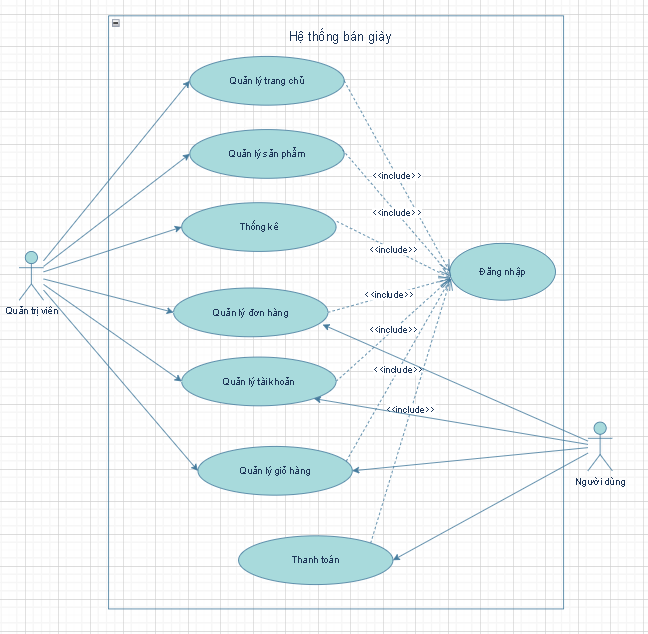 Hệ thống bán giày
Quản lý trang chủ
Quản lý sản phẩm
<<include>>
<<include>>
Thống kê
<<include>>
Đăng nhập
<<include>>
Quản trị viên
Quản lý đơn hàng
<<include>>
<<include>>
Quản lý tài khoản
<<include>>
Quản lý giỏ hàng
Người dùng
Thanh toán